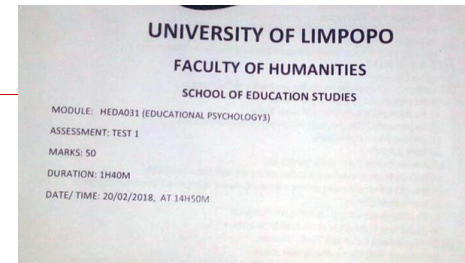 UNIVERSITY OF LIMPOPO
FACULTY OF HUMANITIES
SCHOOL OF EDUCATION STUDIES
MODULE: HEDA031 (EDUCATIONAL PSYCHOLOGY3)
ASSESSMENT: TEST 1
MARKS: 50
DURATION: 1H40M
DATE/ TIME: 20/02/2018, AT 14H50M